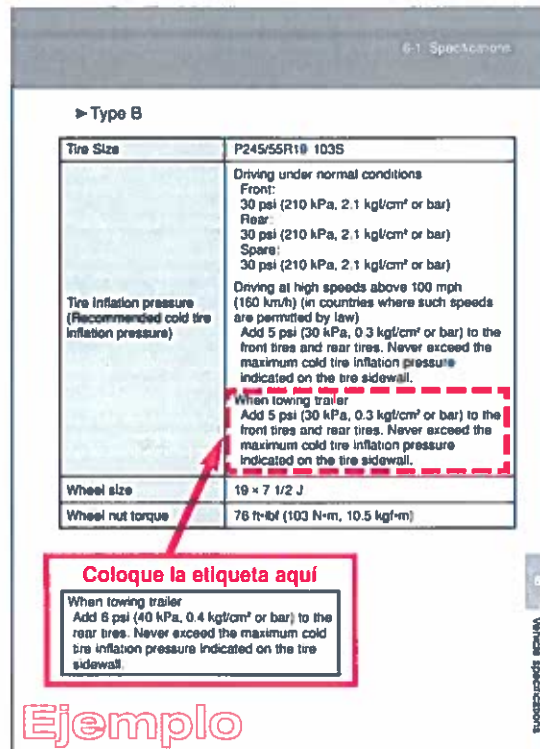 6-1. Specifications
➤ Type B
Tire Size
P245/55R19 103S
Tire inflation pressure
(Recommended cold tire
inflation pressure)
Driving under normal conditions
Front:
30 psi (210 kPa, 2.1 kgf/cm² or bar)
Rear:
30 psi (210 kPa, 2.1 kgf/cm² or bar)
Spare:
30 psi (210 kPa, 2.1 kgf/cm² or bar)
Driving at high speeds above 100 mph
(160 km/h) (in countries where such speeds
are permitted by law)
Add 5 psi (30 kPa, 0.3 kgf/cm² or bar) to the
front tires and rear tires. Never exceed the
maximum cold tire inflation pressure
indicated on the tire sidewall.
When towing trailer
Add 5 psi (30 kPa, 0.3 kgf/cm² or bar) to the
front tires and rear tires. Never exceed the
maximum cold tire inflation pressure
indicated on the tire sidewall.
Wheel size
19 × 7 1/2 J
Wheel nut torque
76 ft•lbf (103 N•m, 10.5 kgf•m)
Coloque la etiqueta aquí
When towing trailer
Add 6 psi (40 kPa, 0.4 kgf/cm² or bar) to the
rear tires. Never exceed the maximum cold
tire inflation pressure indicated on the tire
sidewall.
6
Vehicle specifications
Ejemplo